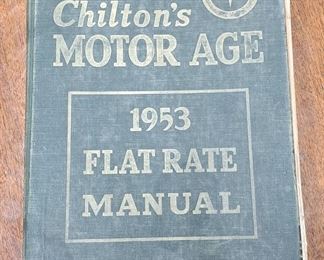 Chilton's
MOTOR AGE
1953
FLAT RATE
MANUAL